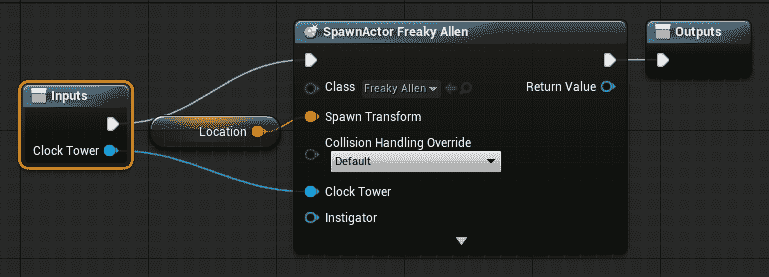 SpawnActor Freaky Allen
Outputs
Inputs
Class Freaky Allen
Return Value
Spawn Transform
Location
Clock Tower
Collision Handling Override
Default
Clock Tower
Instigator